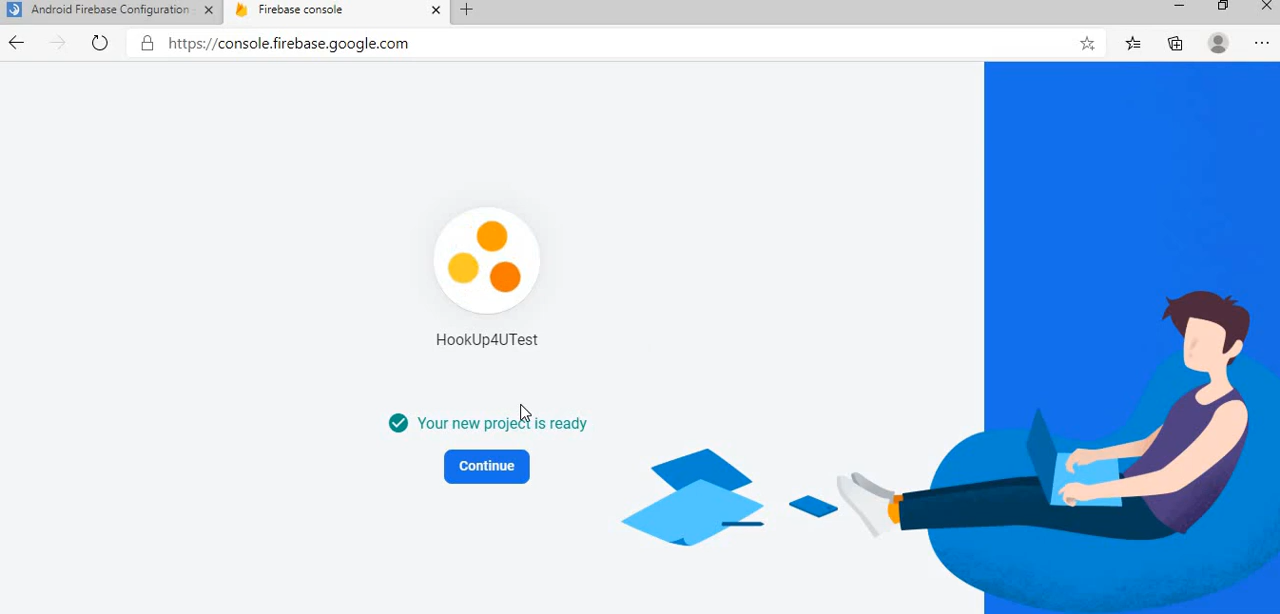 Android Firebase Configuration
Firebase console
https://console.firebase.google.com
HookUp4UTest
Your new project is ready
Continue